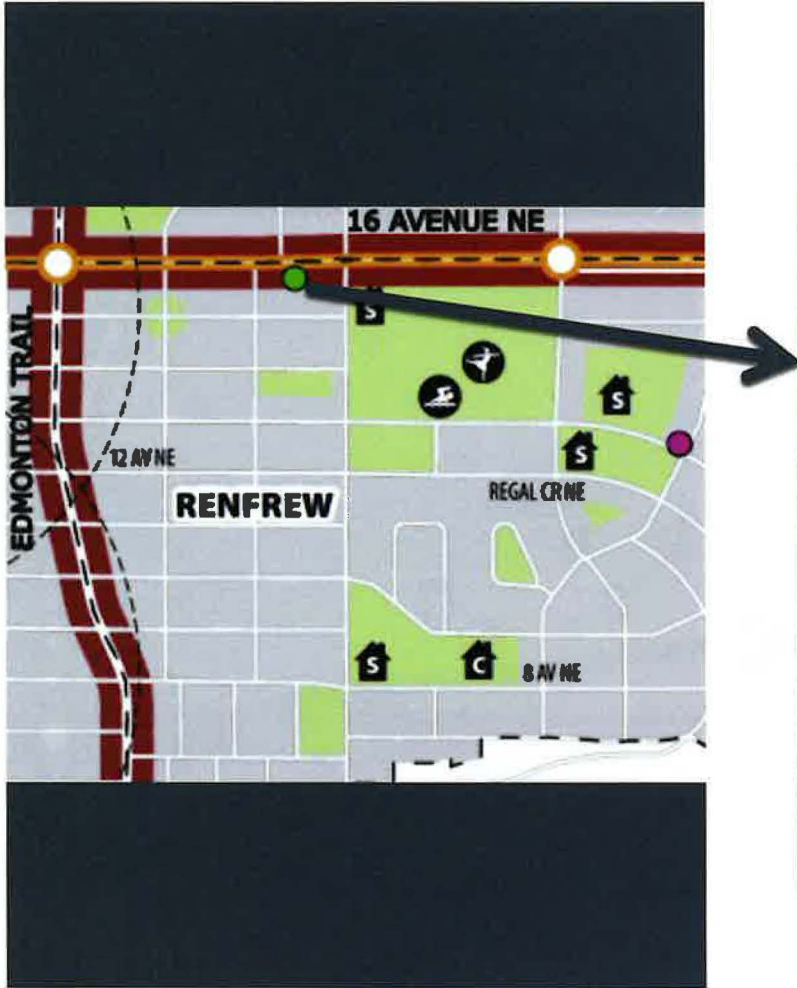 16 AVENUE NE
S
EDMONTON TRAIL
S
12 AV NE
S
REGAL CR NE
RENFREW
S
C
8 AV NE